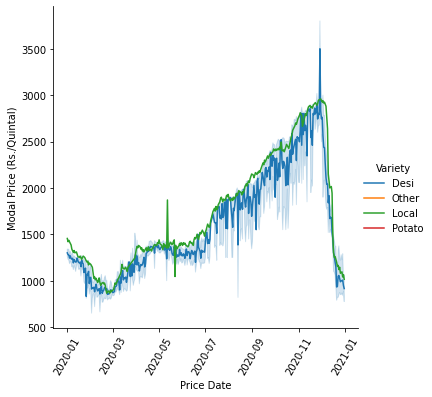 3500
3000
2500
2000
1500
1000
500
Modal Price (Rs./Quintal)
2020-01
2020-03
2020-05
2020-07
2020-09
2020-11
2021-01
Price Date
Variety
Desi
Other
Local
Potato